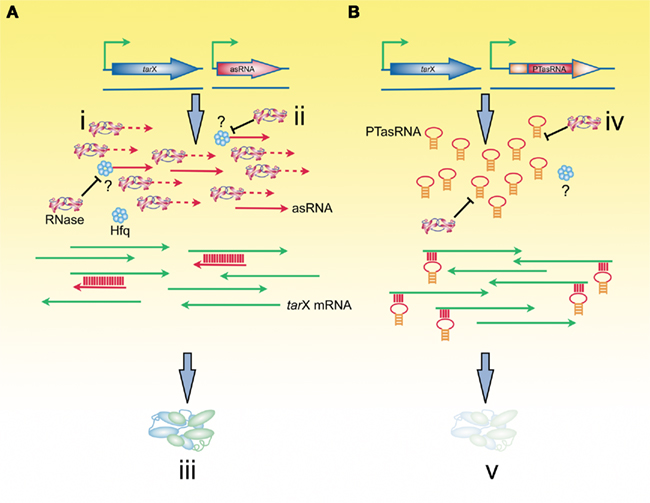 A
tarX
asRNA
i
?
ii
?
RNase
Hfq
asRNA
tarX mRNA
iii
B
tarX
PTasRNA
PTasRNA
iv
?
v